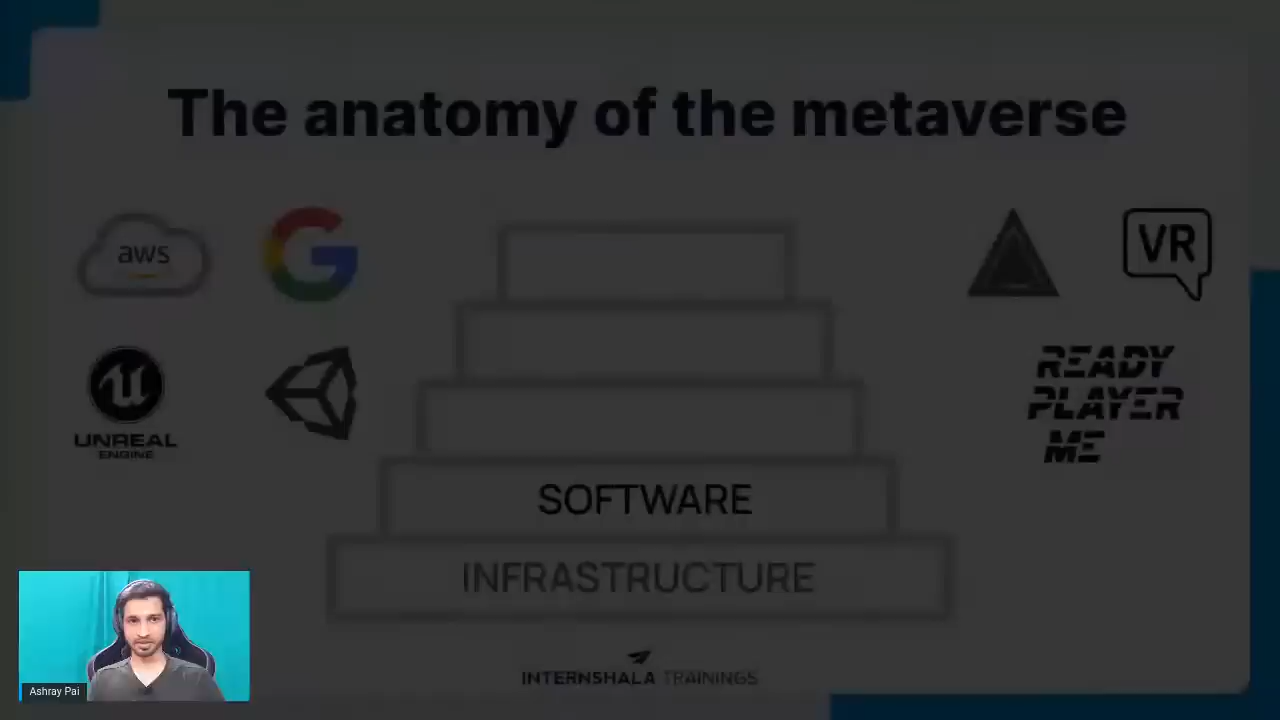 The anatomy of the metaverse
aws
VR
UNREAL
ENGINE
READY
PLAYER
ME
SOFTWARE
INFRASTRUCTURE
INTERNSHALA TRAININGS
Ashray Pai